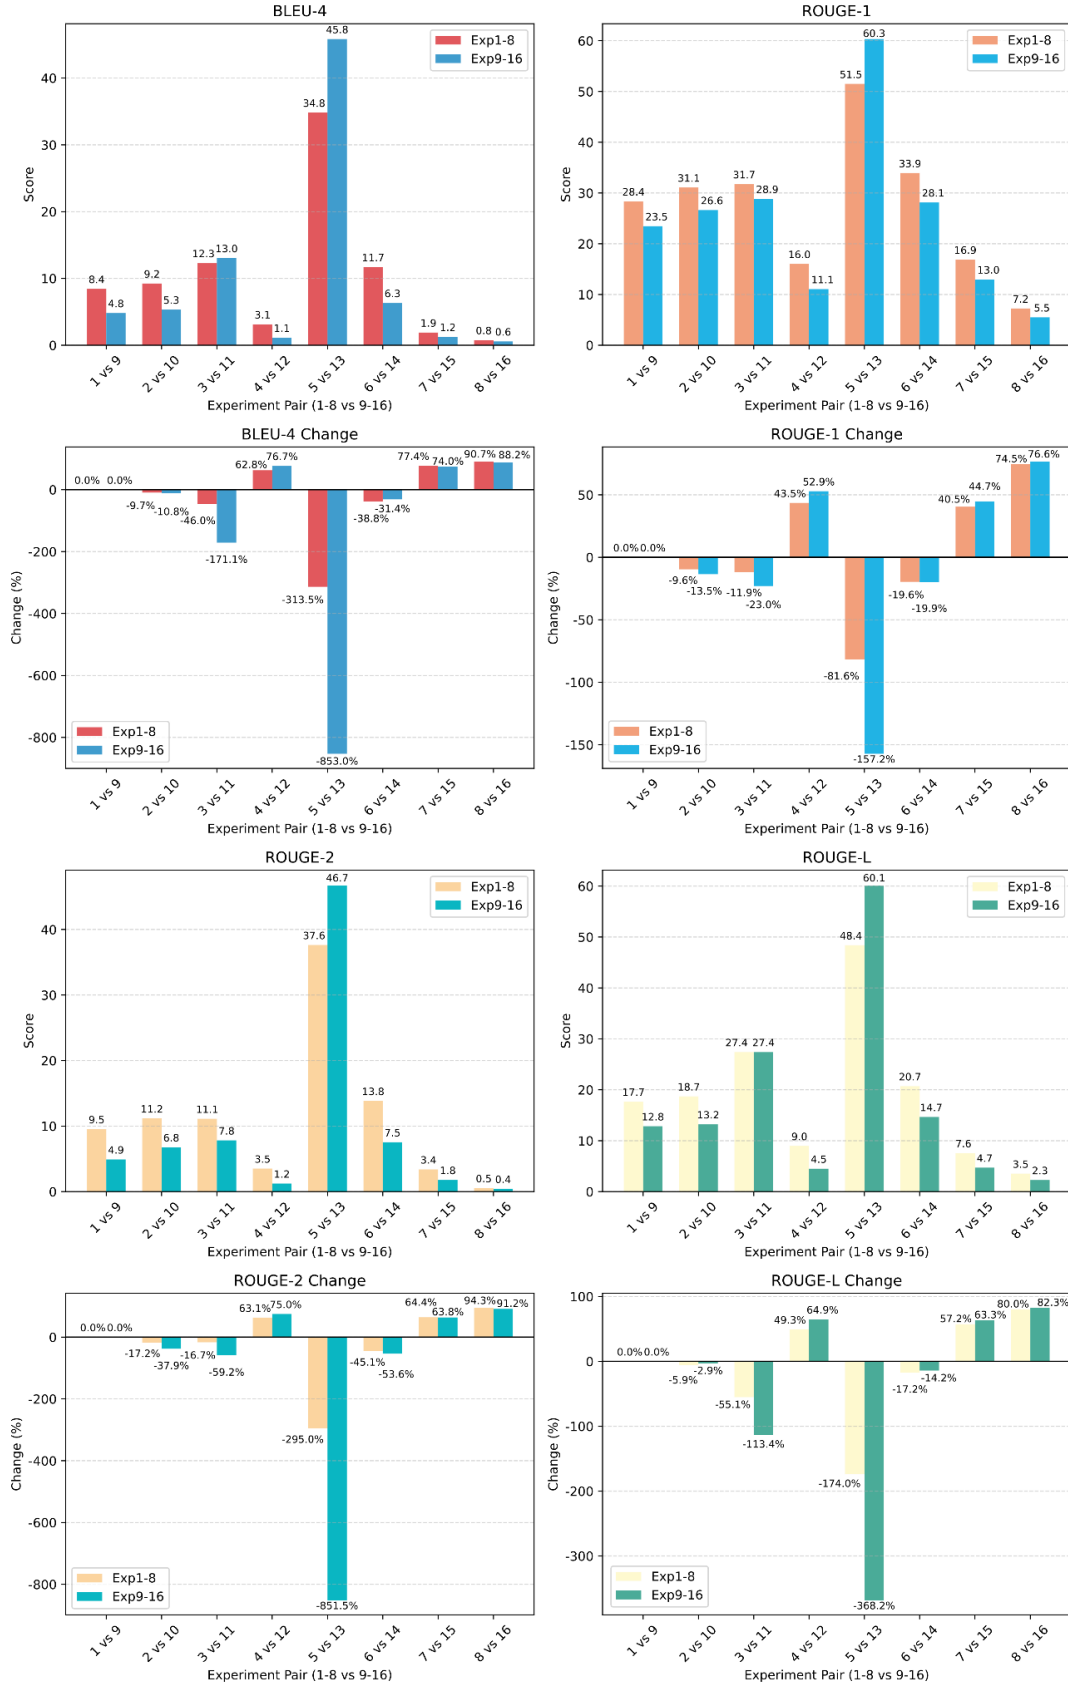 BLEU-4
Score
40
30
20
10
0
8.4
4.8
9.2
5.3
12.3
13.0
3.1
1.1
34.8
45.8
11.7
6.3
1.9
1.2
0.8
0.6
Exp1-8
Exp9-16
1 vs 9
2 vs 10
3 vs 11
4 vs 12
5 vs 13
6 vs 14
7 vs 15
8 vs 16
Experiment Pair (1-8 vs 9-16)
ROUGE-1
Score
60
50
40
30
20
10
0
28.4
23.5
31.1
26.6
31.7
28.9
16.0
11.1
51.5
60.3
33.9
28.1
16.9
13.0
7.2
5.5
Exp1-8
Exp9-16
1 vs 9
2 vs 10
3 vs 11
4 vs 12
5 vs 13
6 vs 14
7 vs 15
8 vs 16
Experiment Pair (1-8 vs 9-16)
BLEU-4 Change
Change (%)
0
-200
-400
-600
-800
0.0%
0.0%
-9.7%
-10.8%
-46.0%
-171.1%
62.8%
76.7%
-313.5%
-853.0%
-38.8%
-31.4%
77.4%
74.0%
90.7%
88.2%
Exp1-8
Exp9-16
1 vs 9
2 vs 10
3 vs 11
4 vs 12
5 vs 13
6 vs 14
7 vs 15
8 vs 16
Experiment Pair (1-8 vs 9-16)
ROUGE-1 Change
Change (%)
50
0
-50
-100
-150
0.0%
0.0%
-9.6%
-13.5%
-11.9%
-23.0%
43.5%
52.9%
-81.6%
-157.2%
-19.6%
-19.9%
40.5%
44.7%
74.5%
76.6%
Exp1-8
Exp9-16
1 vs 9
2 vs 10
3 vs 11
4 vs 12
5 vs 13
6 vs 14
7 vs 15
8 vs 16
Experiment Pair (1-8 vs 9-16)
ROUGE-2
Score
40
30
20
10
0
9.5
4.9
11.2
6.8
11.1
7.8
3.5
1.2
37.6
46.7
13.8
7.5
3.4
1.8
0.5
0.4
Exp1-8
Exp9-16
1 vs 9
2 vs 10
3 vs 11
4 vs 12
5 vs 13
6 vs 14
7 vs 15
8 vs 16
Experiment Pair (1-8 vs 9-16)
ROUGE-L
Score
60
50
40
30
20
10
0
17.7
12.8
18.7
13.2
27.4
27.4
9.0
4.5
48.4
60.1
20.7
14.7
7.6
4.7
3.5
2.3
Exp1-8
Exp9-16
1 vs 9
2 vs 10
3 vs 11
4 vs 12
5 vs 13
6 vs 14
7 vs 15
8 vs 16
Experiment Pair (1-8 vs 9-16)
ROUGE-2 Change
Change (%)
0
-200
-400
-600
-800
0.0%
0.0%
-17.2%
-37.9%
-16.7%
-59.2%
63.1%
75.0%
-295.0%
-851.5%
-45.1%
-53.6%
64.4%
63.8%
94.3%
91.2%
Exp1-8
Exp9-16
1 vs 9
2 vs 10
3 vs 11
4 vs 12
5 vs 13
6 vs 14
7 vs 15
8 vs 16
Experiment Pair (1-8 vs 9-16)
ROUGE-L Change
Change (%)
100
0
-100
-200
-300
0.0%
0.0%
-5.9%
-2.9%
-55.1%
-113.4%
49.3%
64.9%
-174.0%
-368.2%
-17.2%
-14.2%
57.2%
63.3%
80.0%
82.3%
Exp1-8
Exp9-16
1 vs 9
2 vs 10
3 vs 11
4 vs 12
5 vs 13
6 vs 14
7 vs 15
8 vs 16
Experiment Pair (1-8 vs 9-16)